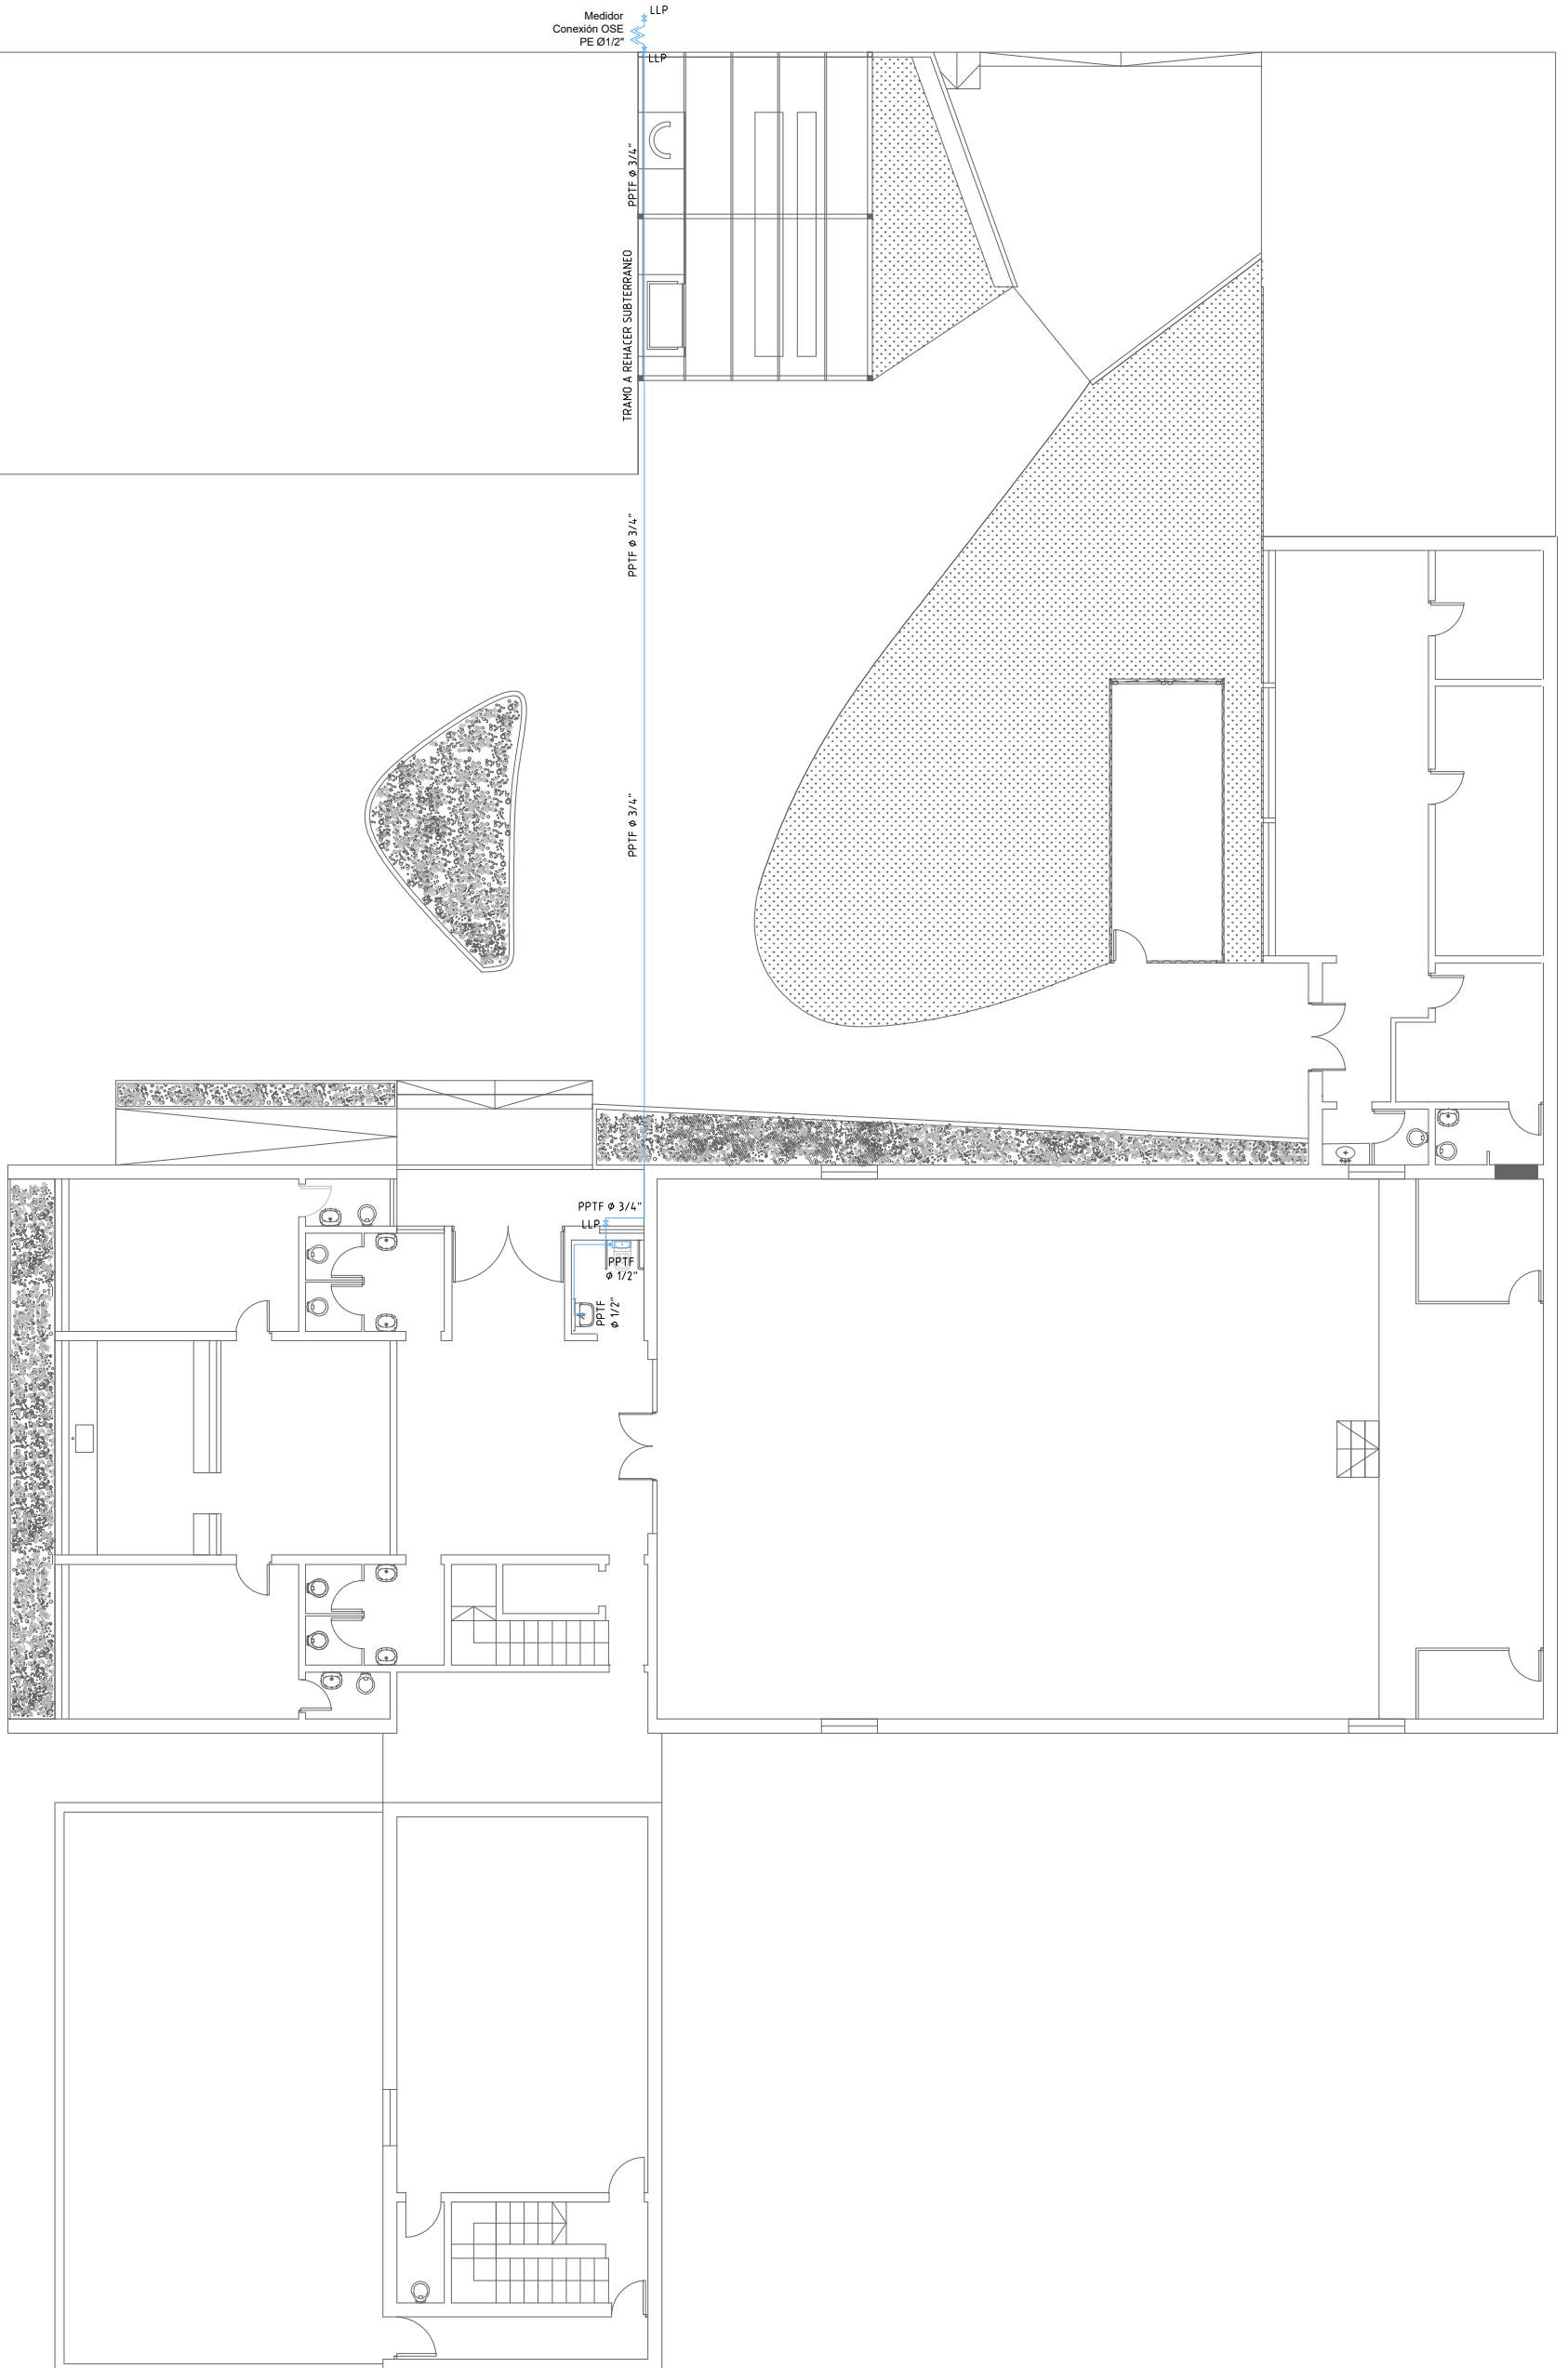 LLP
Medidor
Conexión OSE
PE Ø1/2"
LLP
PPTF ϕ 3/4"
TRAMO A REHACER SUBTERRANEO
PPTF ϕ 3/4"
PPTF ϕ 3/4"
PPTF ϕ 3/4"
LLP
PPTF
ϕ 1/2"
PPTF
ϕ 1/2"